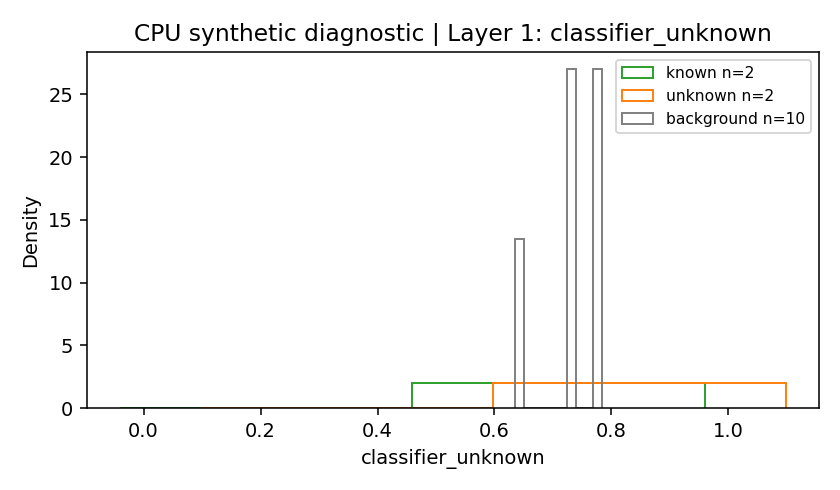 CPU synthetic diagnostic | Layer 1: classifier_unknown
known n=2
unknown n=2
background n=10
Density
25
20
15
10
5
0
0.0 0.2 0.4 0.6 0.8 1.0
classifier_unknown